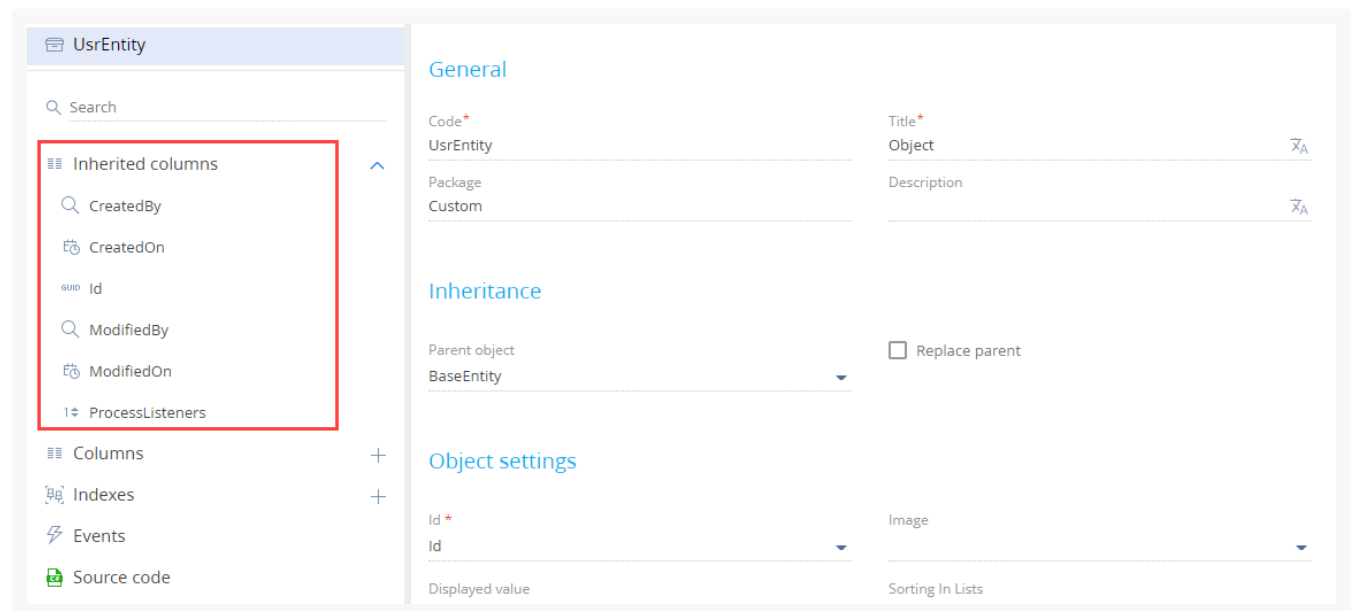 UsrEntity
Search
Inherited columns
CreatedBy
CreatedOn
GUID Id
ModifiedBy
ModifiedOn
1 ProcessListeners
Columns
Indexes
Events
Source code
General
Code* Title*
UsrEntity Object
Package Description
Custom
Inheritance
Parent object Replace parent
BaseEntity
Object settings
Id * Image
Id
Displayed value Sorting In Lists